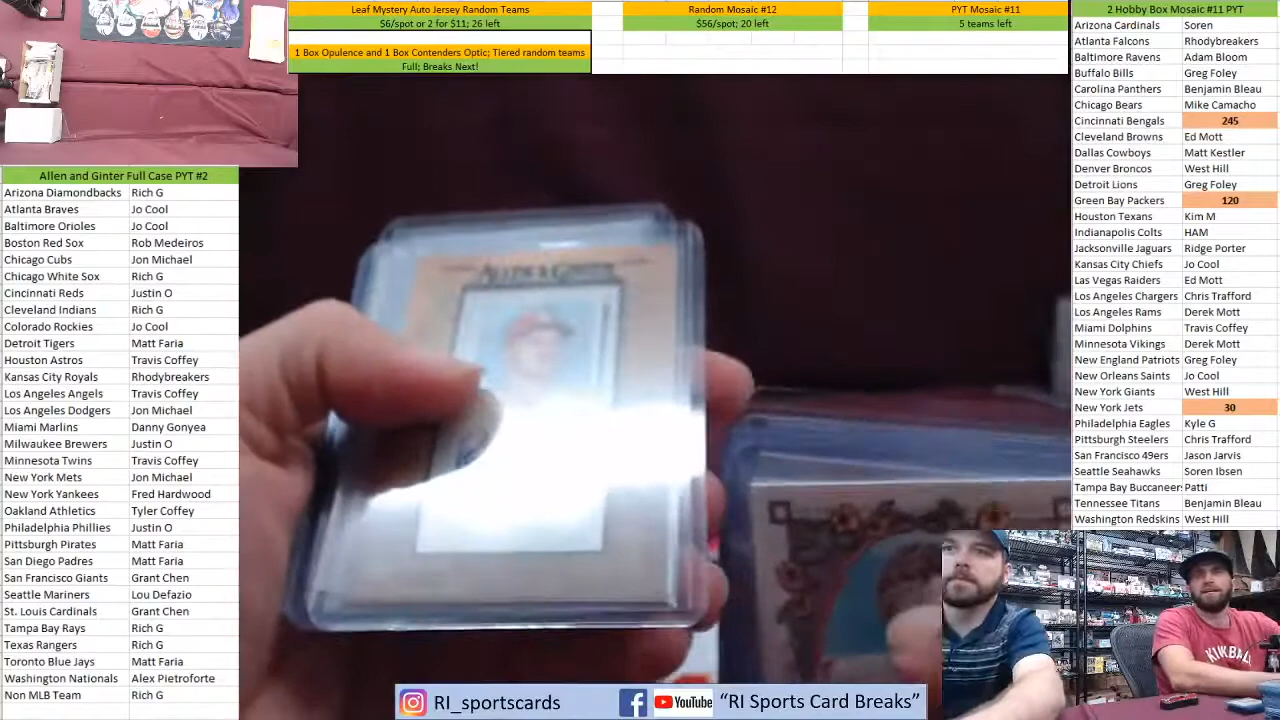 Leaf Mystery Auto Jersey Random Teams
$6/spot or 2 for $11; 26 left
1 Box Opulence and 1 Box Contenders Optic; Tiered random teams
Full; Breaks Next!
Random Mosaic #12
$56/spot; 20 left
PYT Mosaic #11
5 teams left
2 Hobby Box Mosaic #11 PYT
Arizona Cardinals Soren
Atlanta Falcons Rhodybreakers
Baltimore Ravens Adam Bloom
Buffalo Bills Greg Foley
Carolina Panthers Benjamin Bleau
Chicago Bears Mike Camacho
Cincinnati Bengals 245
Cleveland Browns Ed Mott
Dallas Cowboys Matt Kestler
Denver Broncos West Hill
Detroit Lions Greg Foley
Green Bay Packers 120
Houston Texans Kim M
Indianapolis Colts HAM
Jacksonville Jaguars Ridge Porter
Kansas City Chiefs Jo Cool
Las Vegas Raiders Ed Mott
Los Angeles Chargers Chris Trafford
Los Angeles Rams Derek Mott
Miami Dolphins Travis Coffey
Minnesota Vikings Derek Mott
New England Patriots Greg Foley
New Orleans Saints Jo Cool
New York Giants West Hill
New York Jets 30
Philadelphia Eagles Kyle G
Pittsburgh Steelers Chris Trafford
San Francisco 49ers Jason Jarvis
Seattle Seahawks Soren Ibsen
Tampa Bay Buccaneer Patti
Tennessee Titans Benjamin Bleau
Washington Redskins West Hill
Allen and Ginter Full Case PYT #2
Arizona Diamondbacks Rich G
Atlanta Braves Jo Cool
Baltimore Orioles Jo Cool
Boston Red Sox Rob Medeiros
Chicago Cubs Jon Michael
Chicago White Sox Rich G
Cincinnati Reds Justin O
Cleveland Indians Rich G
Colorado Rockies Jo Cool
Detroit Tigers Matt Faria
Houston Astros Travis Coffey
Kansas City Royals Rhodybreakers
Los Angeles Angels Travis Coffey
Los Angeles Dodgers Jon Michael
Miami Marlins Danny Gonyea
Milwaukee Brewers Justin O
Minnesota Twins Travis Coffey
New York Mets Jon Michael
New York Yankees Fred Hardwood
Oakland Athletics Tyler Coffey
Philadelphia Phillies Justin O
Pittsburgh Pirates Matt Faria
San Diego Padres Matt Faria
San Francisco Giants Grant Chen
Seattle Mariners Lou Defazio
St. Louis Cardinals Grant Chen
Tampa Bay Rays Rich G
Texas Rangers Rich G
Toronto Blue Jays Matt Faria
Washington Nationals Alex Pietroforte
Non MLB Team Rich G
ALLEN & GINTER
KIKBALL
RI_sportscards
YouTube
“RI Sports Card Breaks”